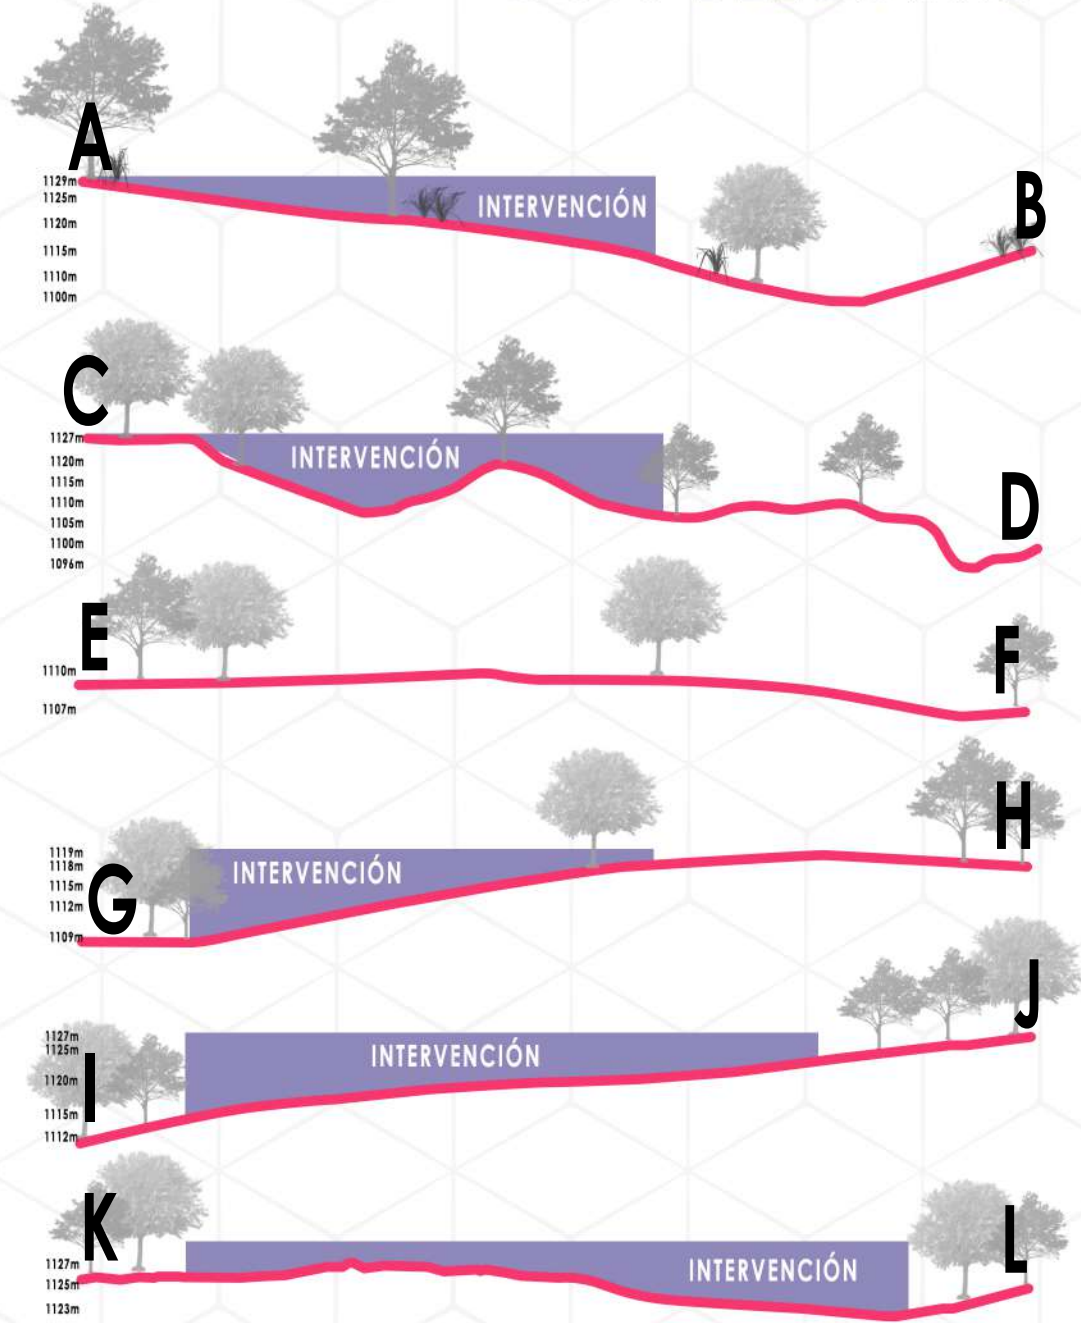 A
1129m
1125m
1120m
1115m
1110m
1100m
INTERVENCIÓN
B
C
1127m
1120m
1115m
1110m
1105m
1100m
1096m
INTERVENCIÓN
D
E
1110m
1107m
F
G
1119m
1118m
1115m
1112m
1109m
INTERVENCIÓN
H
I
1127m
1125m
1120m
1115m
1112m
INTERVENCIÓN
J
K
1127m
1125m
1123m
INTERVENCIÓN
L